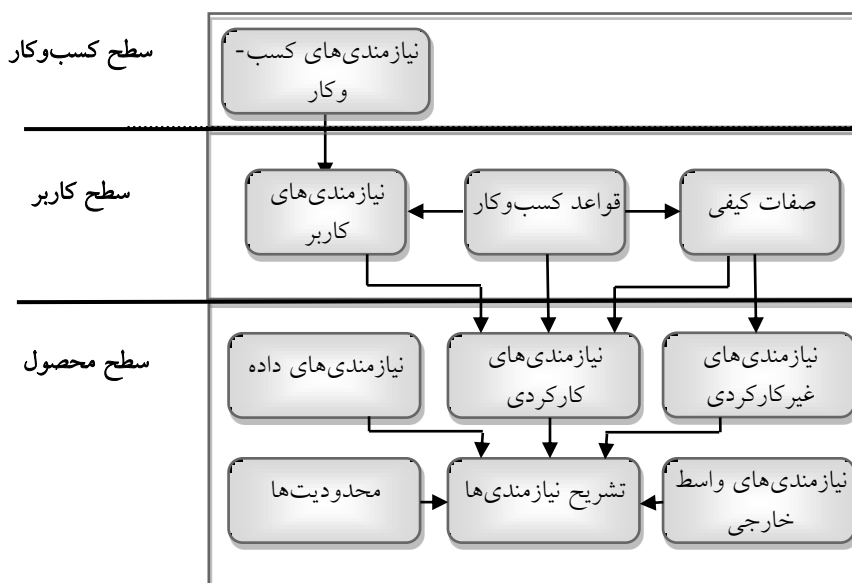 سطح کسب‌وکار
نیازمندی‌های کسب-
وکار
سطح کاربر
صفات کیفی
قواعد کسب‌وکار
نیازمندی‌های
کاربر
سطح محصول
نیازمندی‌های
غیرکارکردی
نیازمندی‌های
کارکردی
نیازمندی‌های داده
نیازمندی‌های واسط
خارجی
تشریح نیازمندی‌ها
محدودیت‌ها